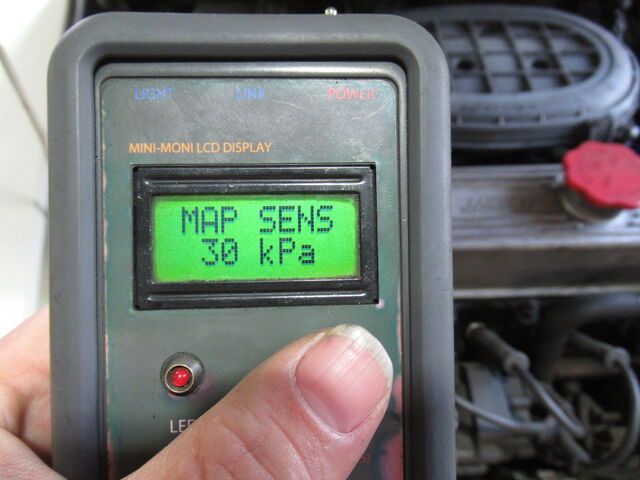 LIGHT LINK POWER
MINI-MONI LCD DISPLAY
MAP SENS
30 kPa